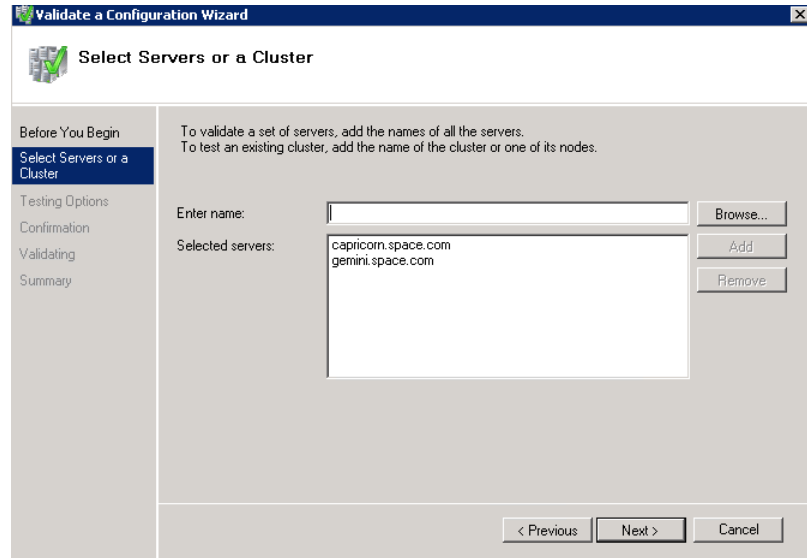 Validate a Configuration Wizard
Select Servers or a Cluster
Before You Begin
Select Servers or a
Cluster
Testing Options
Confirmation
Validating
Summary
To validate a set of servers, add the names of all the servers.
To test an existing cluster, add the name of the cluster or one of its nodes.
Enter name:
Browse...
Selected servers:
capricorn.space.com
gemini.space.com
Add
Remove
< Previous
Next >
Cancel